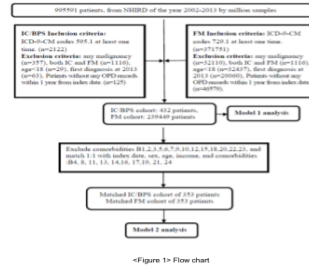 995591 patients, from NHIRD of the year 2002-2013 by million samples
IC/BPS Inclusion criteria:
ICD-9-CM codes 595.1 at least one
time. (n=2122)
Exclusion criteria: any malignancy
(n=357), both IC and FM (n=1116),
age<18 (n=29), first diagnosis at 2013
(n=63), Patients without any
OPD records within 1 year from index
date (n=125)
FM Inclusion criteria: ICD-9-CM
codes 729.1 at least one time.
(n=371751)
Exclusion criteria: any malignancy
(n=32110), both IC and FM (n=1116),
age<18 (n=32437), first diagnosis at
2013 (n=20060), Patients without any
OPD records within 1 year from index
date (n=46579)
IC/BPS cohort: 432 patients,
FM cohort: 239449 patients
Model 1 analysis
Exclude comorbidities B1,2,3,5,6,7,9,10,12,15,18,20,22,23, and
match 1:1 with index date, sex, age, income, and comorbidities
:B4, 8, 11, 13, 14,16, 17, 19, 21
Matched IC/BPS cohort of 353 patients
Matched FM cohort of 353 patients
Model 2 analysis
<Figure 1> Flow chart